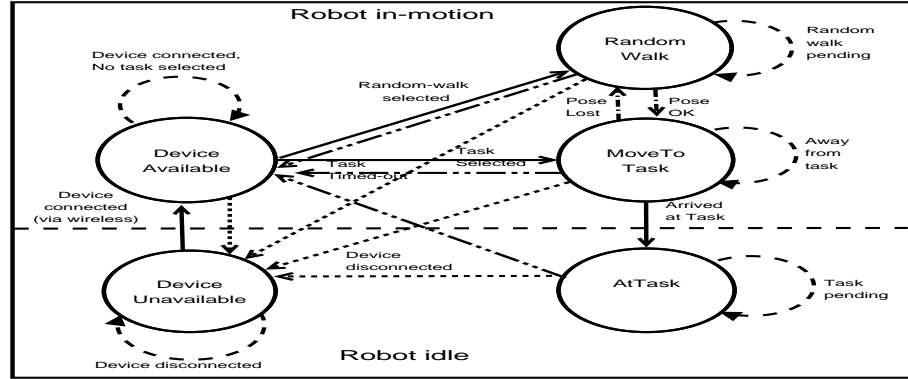 Robot in-motion
Device connected,
No task selected
Random
Walk
Random
walk
pending
Random-walk
selected
Pose
Lost
Pose
OK
Device
Available
Task
Selected
Task
Timed-out
MoveTo
Task
Away
from
task
Device
connected
(via wireless)
Arrived
at Task
Device
disconnected
Device
Unavailable
AtTask
Task
pending
Device disconnected
Robot idle